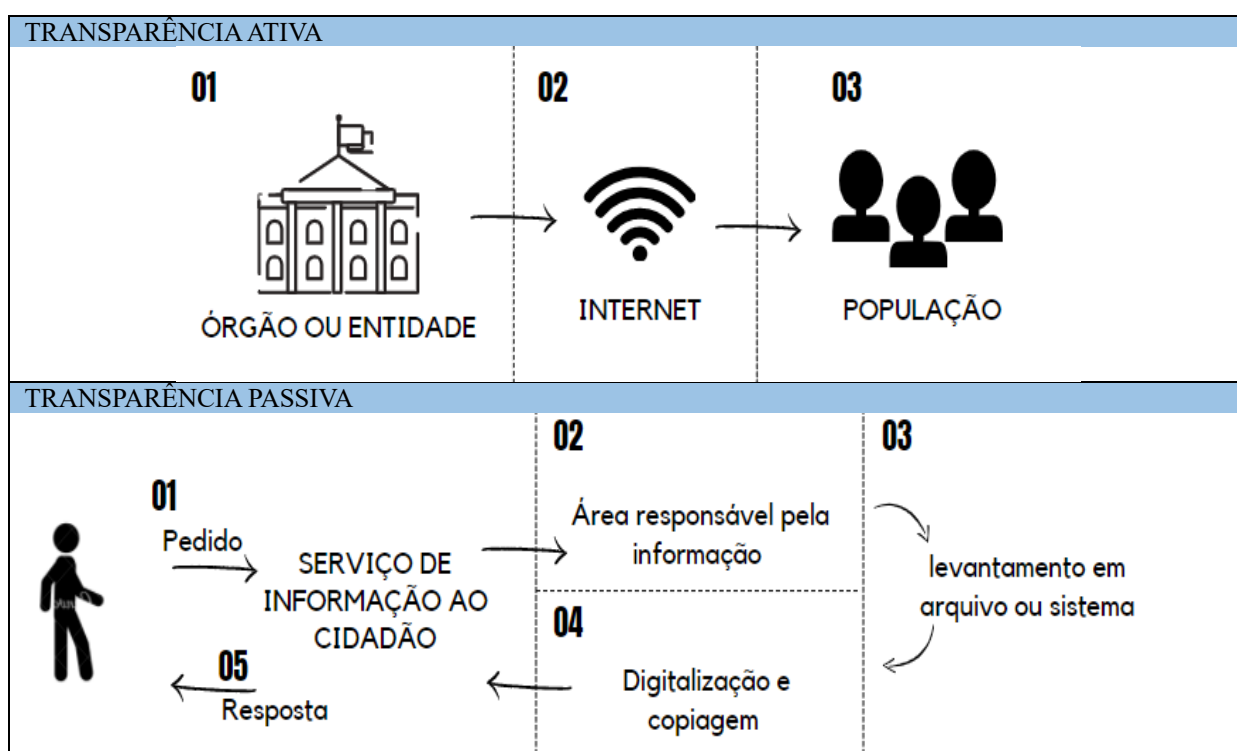 TRANSPARÊNCIA ATIVA
01
02
03
ÓRGÃO OU ENTIDADE
INTERNET
POPULAÇÃO
TRANSPARÊNCIA PASSIVA
01
Pedido
SERVIÇO DE
INFORMAÇÃO AO
CIDADÃO
02
Área responsável pela
informação
03
levantamento em
arquivo ou sistema
04
Digitalização e
copiagem
05
Resposta